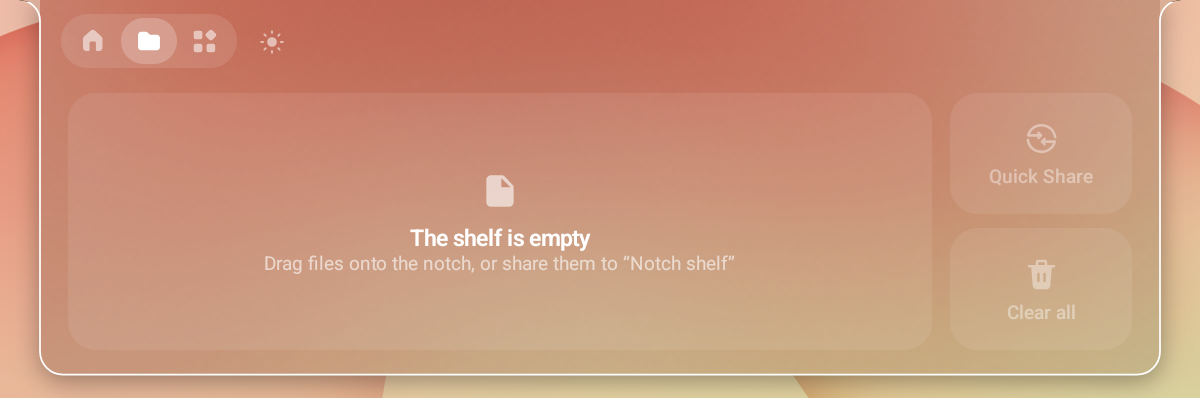 The shelf is empty
Drag files onto the notch, or share them to “Notch shelf”
Quick Share
Clear all